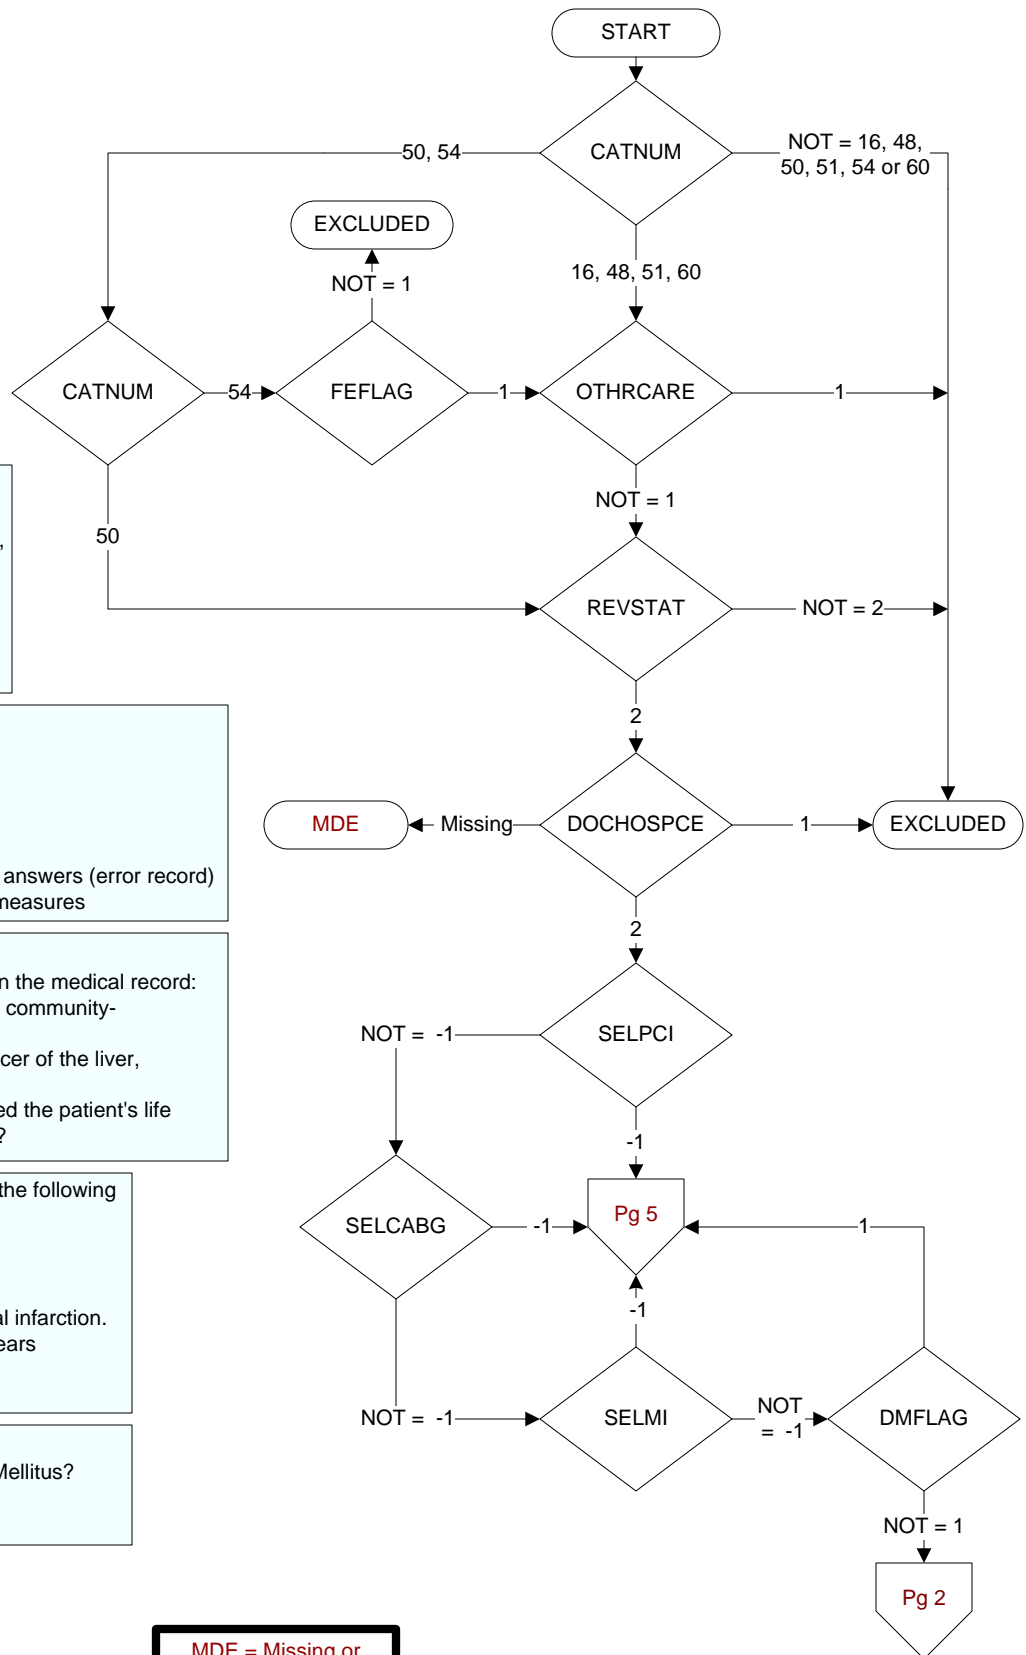 START
CATNUM
50, 54
NOT = 16, 48,
50, 51, 54 or 60
EXCLUDED
NOT = 1
16, 48, 51, 60
CATNUM
54
FEFLAG
1
OTHRCARE
1
NOT = 1
50
,
REVSTAT
NOT = 2
2
MDE
Missing
DOCHOSPCE
1
EXCLUDED
answers (error record)
measures
2
n the medical record:
community-
cer of the liver,
ed the patient's life
?
NOT = -1
SELPCI
-1
the following
al infarction.
ears
SELCABG
-1
Pg 5
1
-1
NOT = -1
SELMI
NOT
= -1
DMFLAG
Mellitus?
NOT = 1
Pg 2
MDE = Missing or